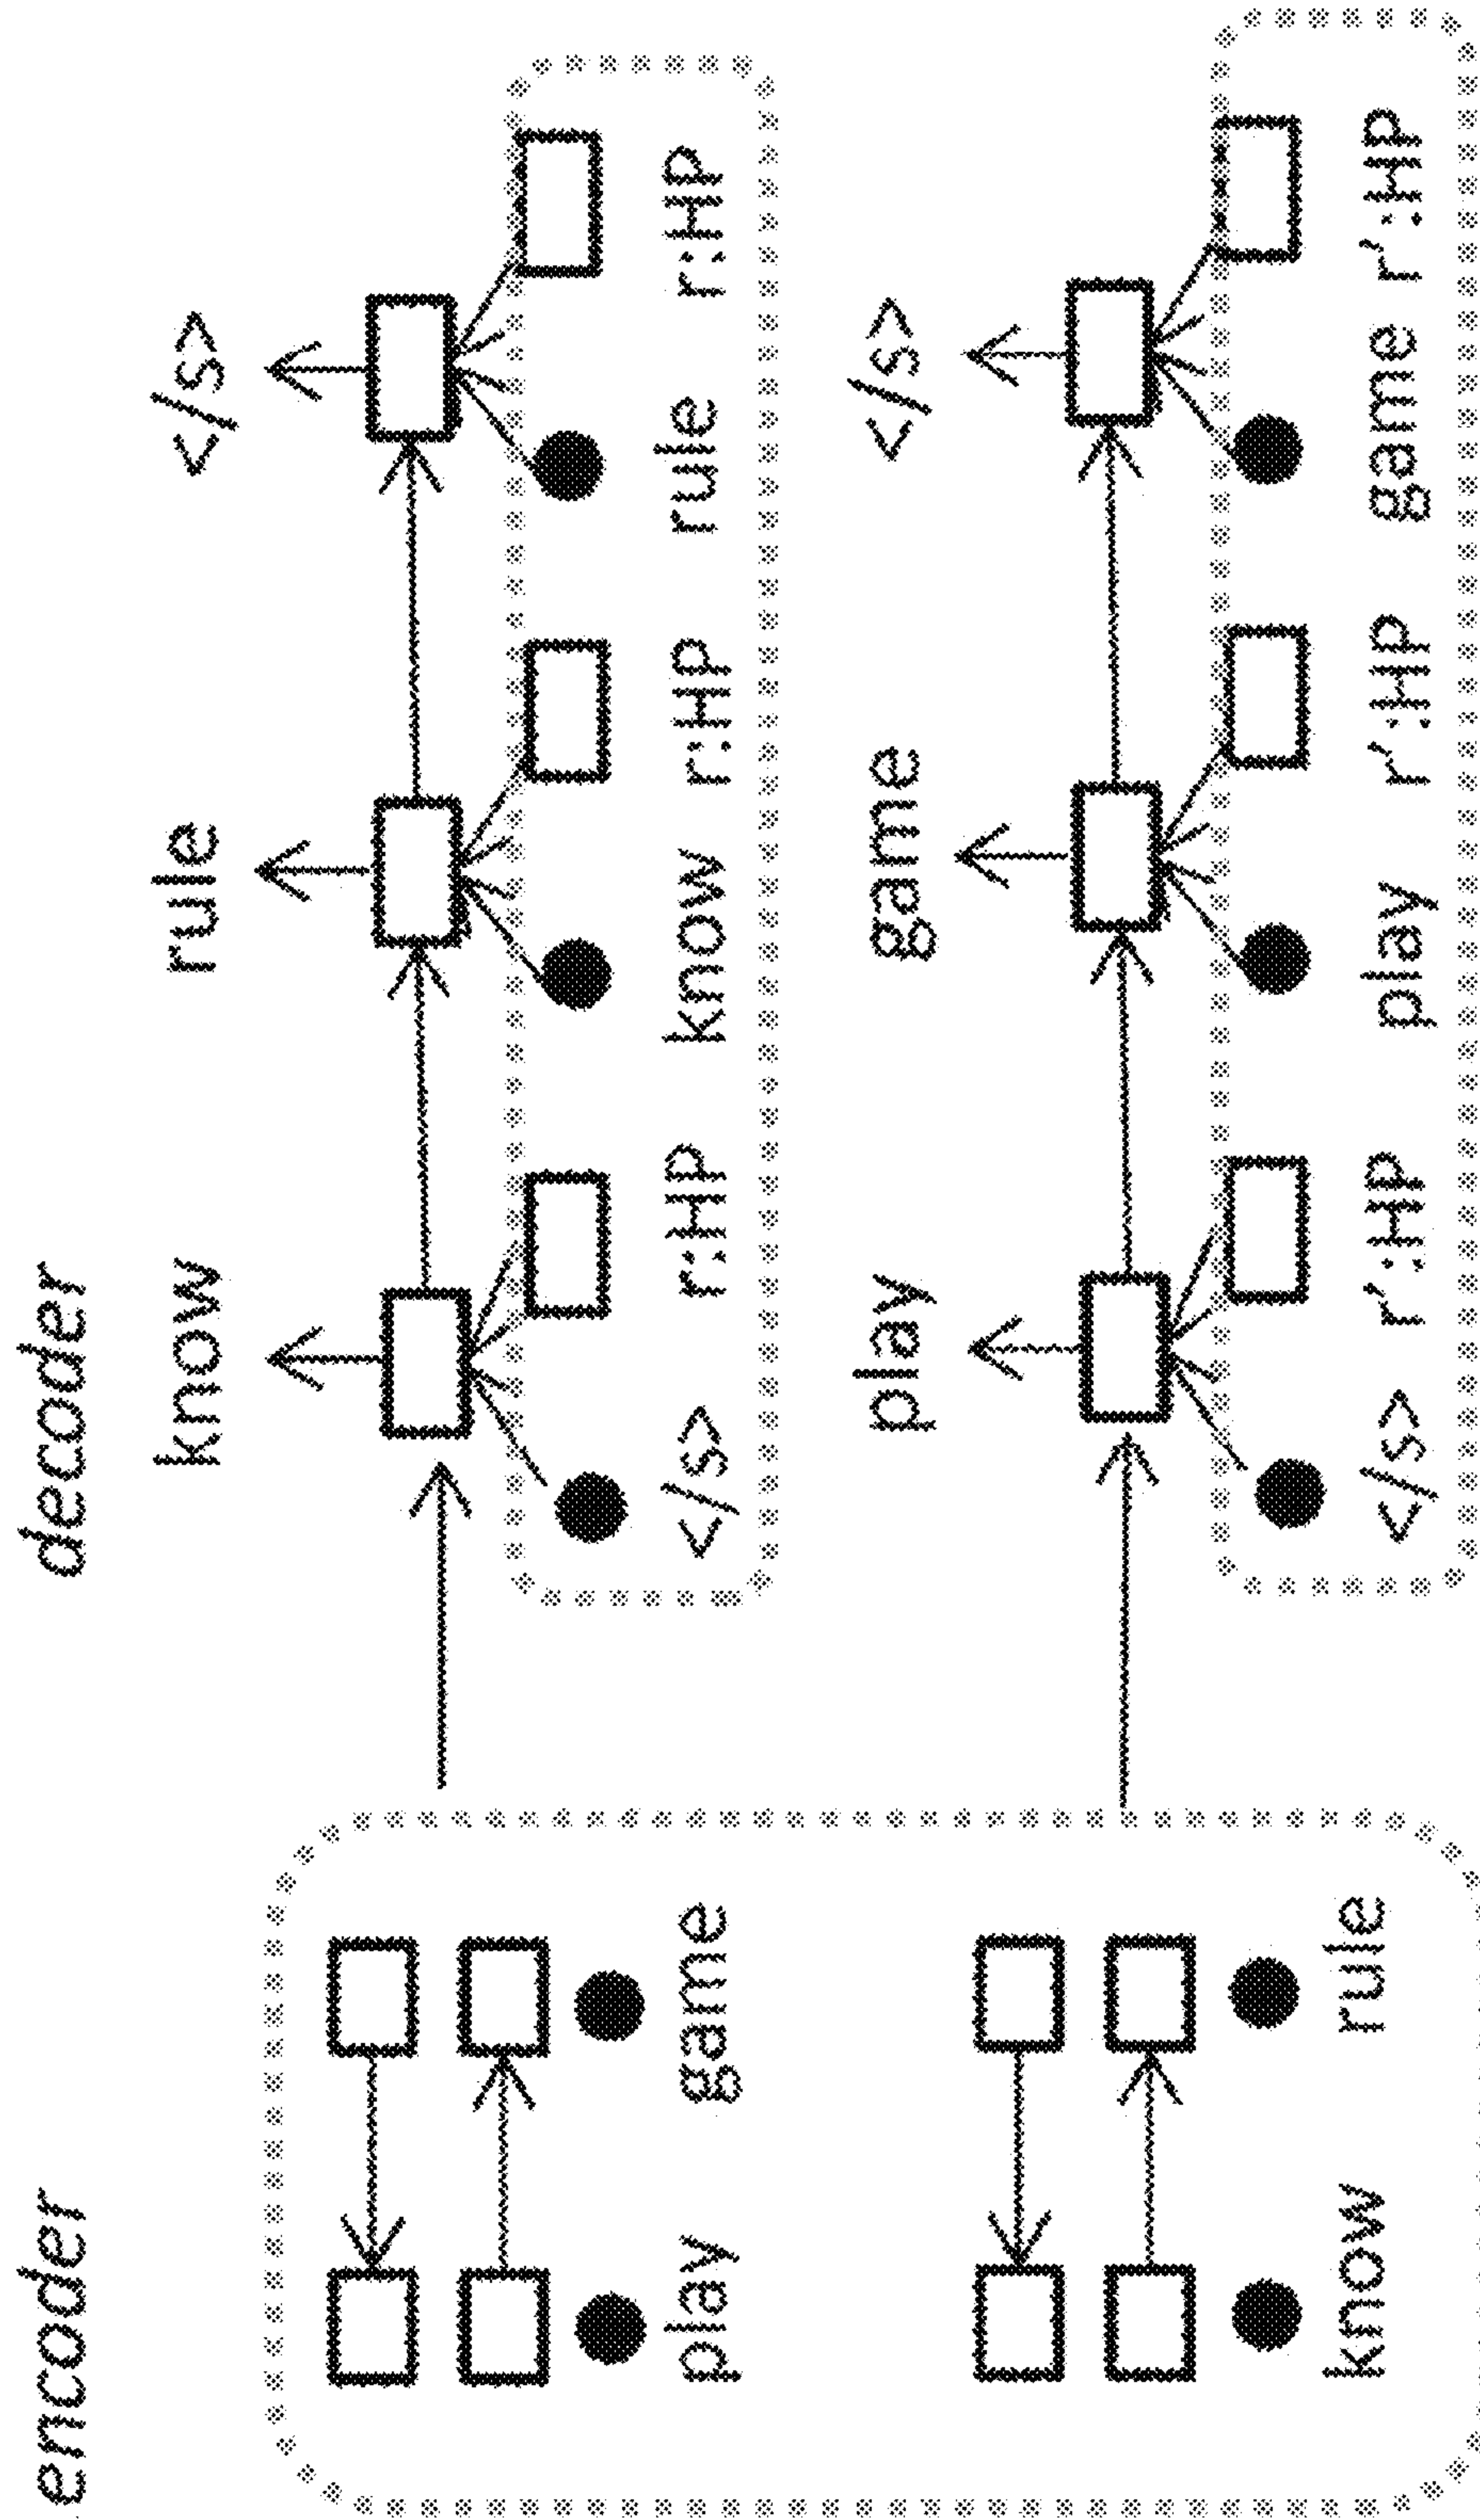 encoder decoder
know rule </s>
play game </s> r:HP know r:HP rule r:HP
play game </s>
know rule </s> r':HP play r':HP game r':HP